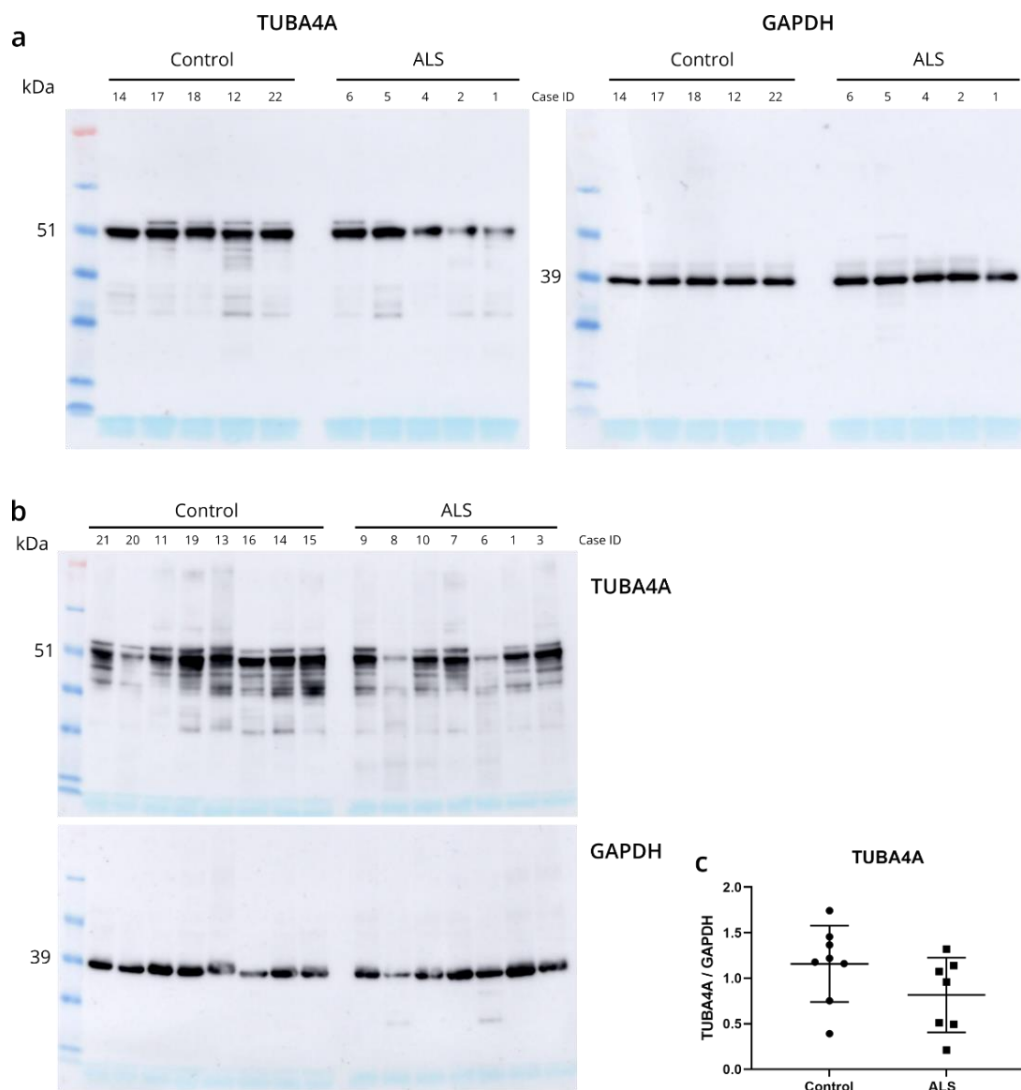 TUBA4A GAPDH
a
Control ALS Control ALS
kDa
14 17 18 12 22 6 5 4 2 1 Case ID 14 17 18 12 22 6 5 4 2 1
51
39
b
Control ALS
kDa
21 20 11 19 13 16 14 15 9 8 10 7 6 1 3 Case ID
TUBA4A
51
GAPDH
39
c
TUBA4A
TUBA4A / GAPDH
2.0
1.5
1.0
0.5
0.0
Control ALS